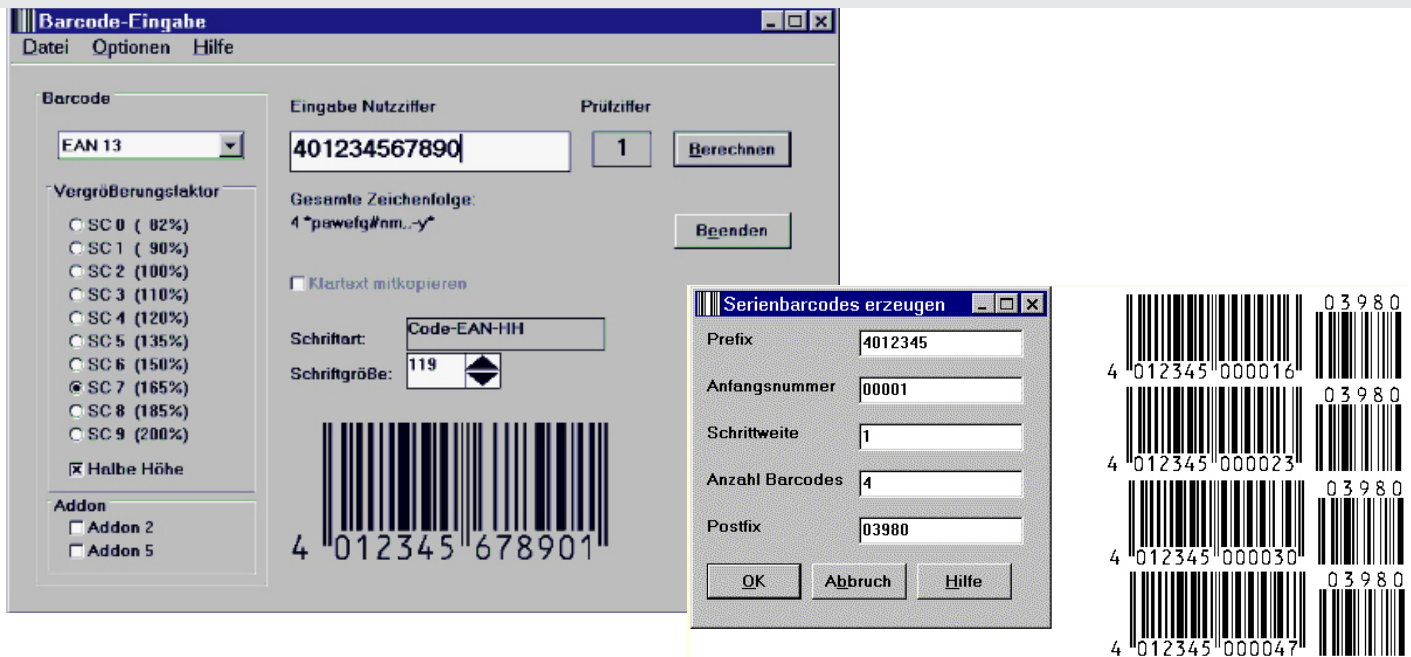 Barcode-Eingabe
Datei Optionen Hilfe
Barcode
EAN 13
Vergrößerungsfaktor
SC 0 ( 82%)
SC 1 ( 90%)
SC 2 (100%)
SC 3 (110%)
SC 4 (120%)
SC 5 (135%)
SC 6 (150%)
SC 7 (165%)
SC 8 (185%)
SC 9 (200%)
Halbe Höhe
Addon
Addon 2
Addon 5
Eingabe Nutzziffer
Prüfziffer
401234567890
1
Berechnen
Gesamte Zeichenfolge:
4 *pawefg#nm,.-y*
Beenden
Klartext mitkopieren
Schriftart:
Code-EAN-HH
Schriftgröße:
119
4 012345 678901
Serienbarcodes erzeugen
Prefix
4012345
Anfangsnummer
00001
Schrittweite
1
Anzahl Barcodes
4
Postfix
03980
OK Abbruch Hilfe
03980
4 012345 000016
03980
4 012345 000023
03980
4 012345 000030
03980
4 012345 000047